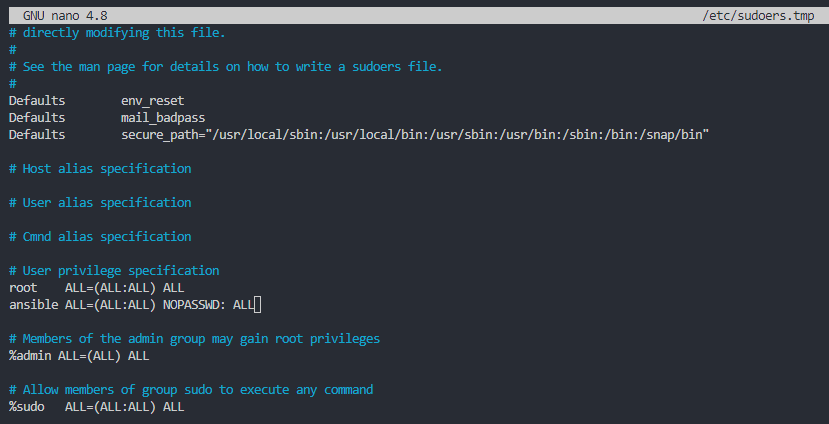 GNU nano 4.8 /etc/sudoers.tmp
# directly modifying this file.
#
# See the man page for details on how to write a sudoers file.
#
Defaults env_reset
Defaults mail_badpass
Defaults secure_path="/usr/local/sbin:/usr/local/bin:/usr/sbin:/usr/bin:/sbin:/bin:/snap/bin"
# Host alias specification
# User alias specification
# Cmnd alias specification
# User privilege specification
root ALL=(ALL:ALL) ALL
ansible ALL=(ALL:ALL) NOPASSWD: ALL
# Members of the admin group may gain root privileges
%admin ALL=(ALL) ALL
# Allow members of group sudo to execute any command
%sudo ALL=(ALL:ALL) ALL